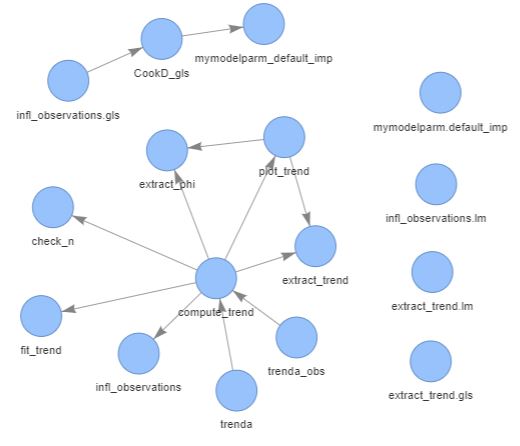 mymodelparm_default_imp
CookD_gls
infl_observations.gls
mymodelparm.default_imp
plot_trend
extract_phi
infl_observations.lm
check_n
extract_trend
compute_trend
extract_trend.lm
fit_trend
trenda_obs
infl_observations
extract_trend.gls
trenda